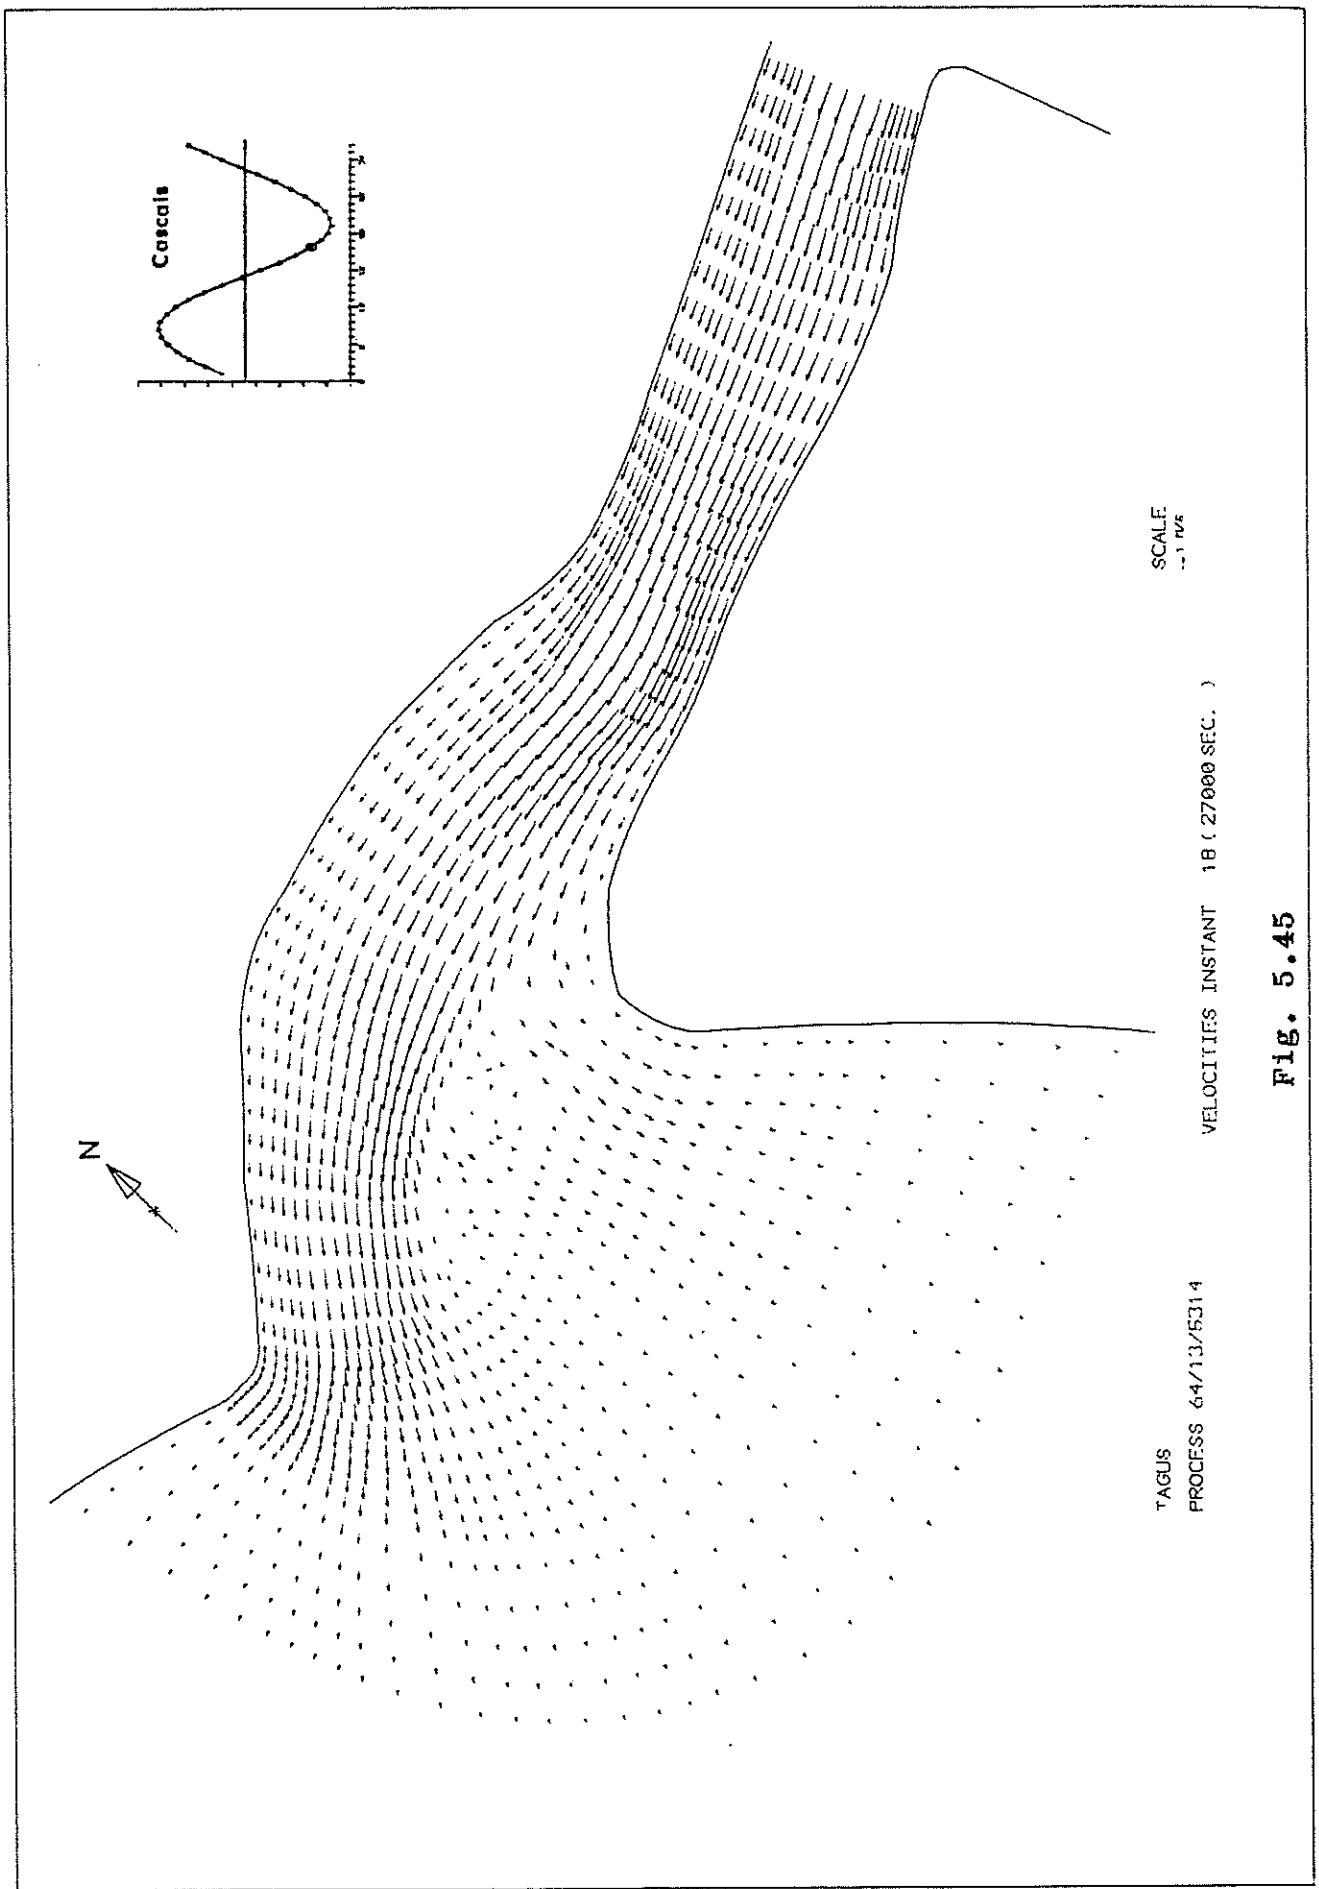 Cascais
N
SCALE
TAGUS
PROCESS 64/13/5314
VELOCITIES INSTANT 18 ( 27000 SEC. )
Fig. 5.45